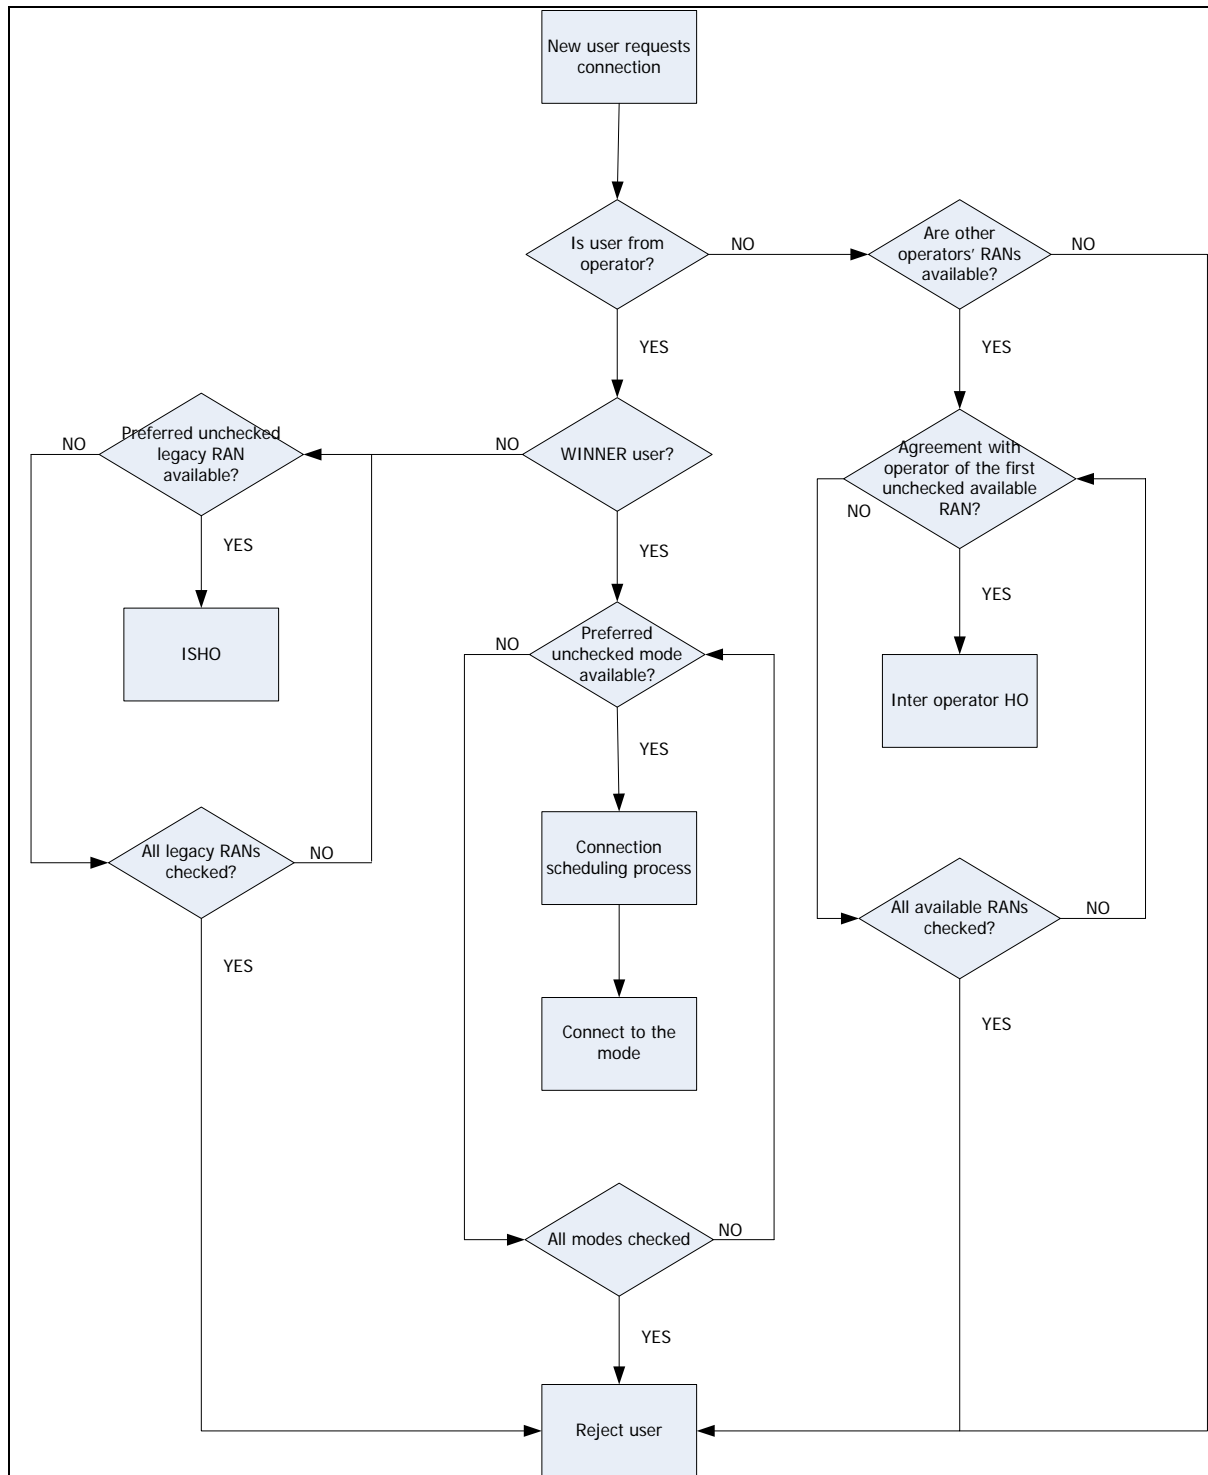 New user requests
connection
Is user from
operator?
NO
Are other
operators' RANs
available?
NO
YES
YES
Preferred unchecked
legacy RAN
available?
NO
NO
WINNER user?
Agreement with
operator of the first
unchecked available
RAN?
NO
YES
YES
YES
ISHO
NO
Preferred
unchecked mode
available?
Inter operator HO
YES
Connection
scheduling process
All legacy RANs
checked?
NO
All available RANs
checked?
NO
YES
Connect to the
mode
YES
All modes checked
NO
YES
Reject user